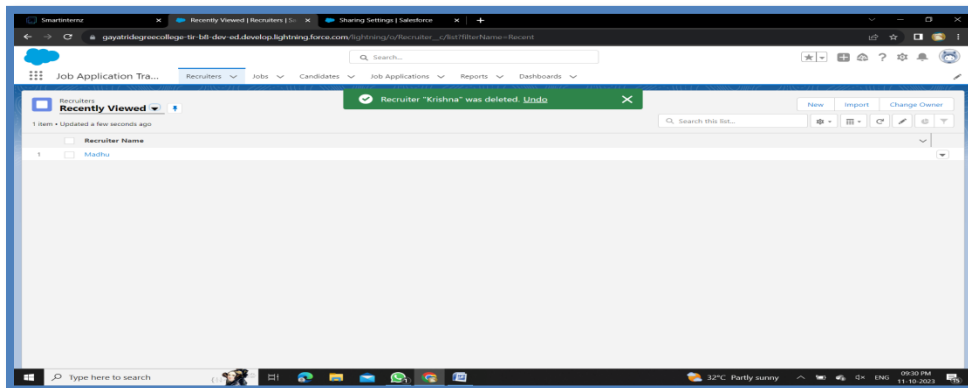 Smartinternz
Recently Viewed | Recruiters | Sa
Sharing Settings | Salesforce
gayatridegreecollege-tir-bll-dev-ed.develop.lightning.force.com/lightning/o/Recruiter__c/list?filterName=Recent
Search...
Job Application Tra...
Recruiters
Jobs
Candidates
Job Applications
Reports
Dashboards
Recruiters
Recently Viewed
Recruiter "Krishna" was deleted. Undo
New
Import
Change Owner
1 item • Updated a few seconds ago
Search this list...
Recruiter Name
1 Madhu
Type here to search
32°C Partly sunny
ENG
09:30 PM
11-10-2023